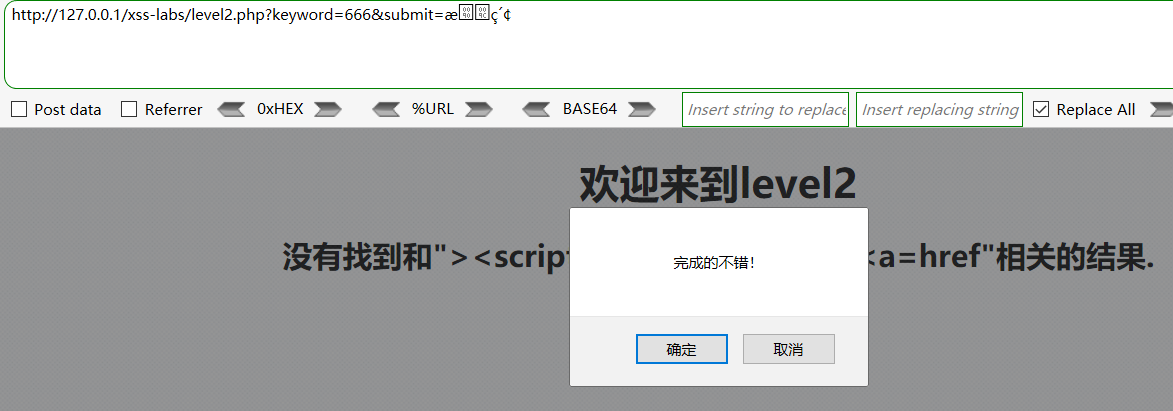 http://127.0.0.1/xss-labs/level2.php?keyword=666&submit=æç´¢
Post data Referrer 0xHEX %URL BASE64 Insert string to replace Insert replacing string Replace All
欢迎来到level2
没有找到和"><script <a=href"相关的结果.
完成的不错!
确定 取消